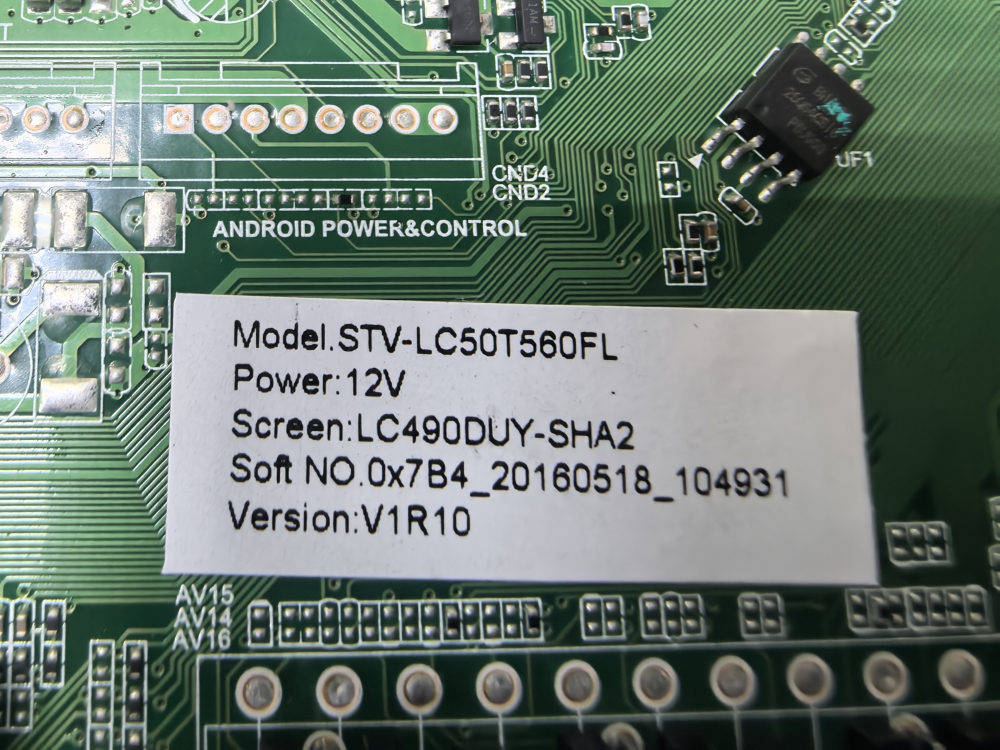 CND4
CND2
ANDROID POWER&CONTROL
UF1
Model.STV-LC50T560FL
Power:12V
Screen:LC490DUY-SHA2
Soft NO.0x7B4_20160518_104931
Version:V1R10
AV15
AV14
AV16